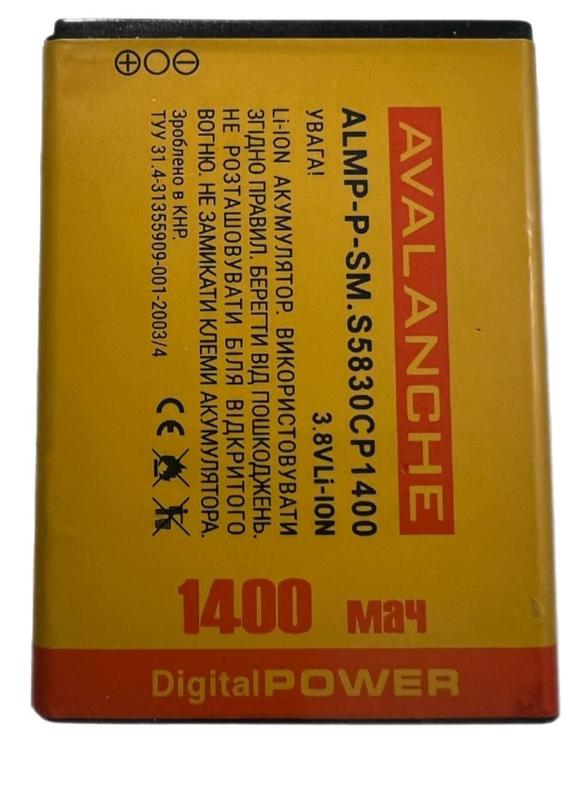 AVALANCHE
ALMP-P-SM.S5830CP1400
УВАГА! 3.8VLi-ION
Li-ION АКУМУЛЯТОР. ВИКОРИСТОВУВАТИ
ЗГІДНО ПРАВИЛ. БЕРЕГТИ ВІД ПОШКОДЖЕНЬ.
НЕ РОЗТАШОВУВАТИ БІЛЯ ВІДКРИТОГО
ВОГНЮ. НЕ ЗАМИКАТИ КЛЕМИ АКУМУЛЯТОРА.
Зроблено в КНР.
ТУУ 31.4-31355909-001-2003/4
CE
1400 мАч
DigitalPOWER